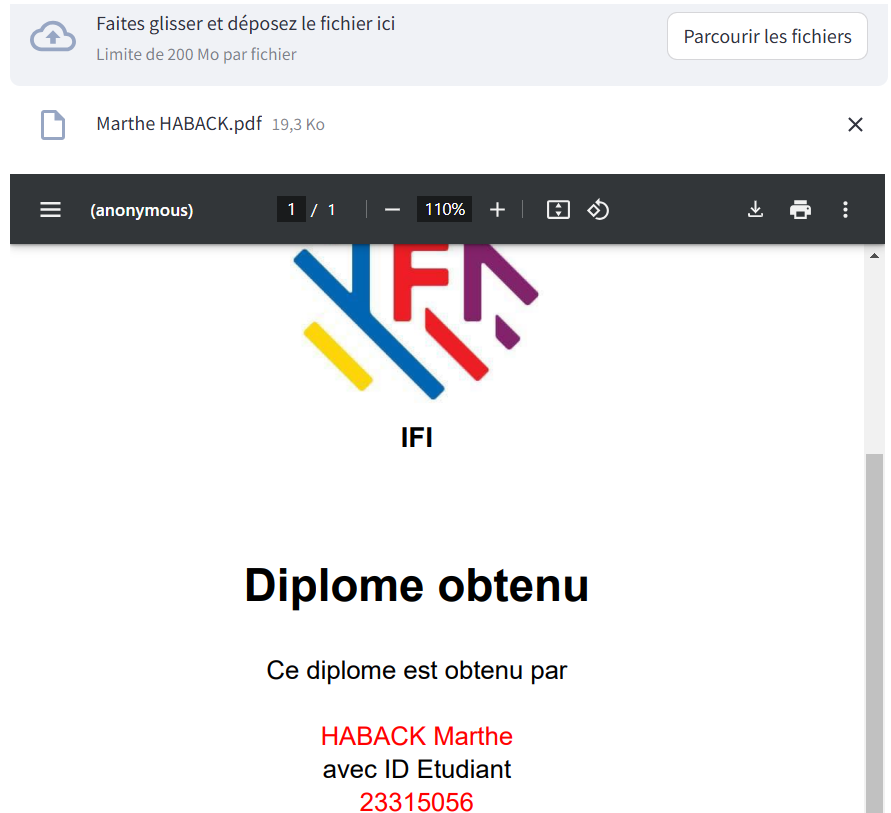 Faites glisser et déposez le fichier ici
Limite de 200 Mo par fichier
Parcourir les fichiers
Marthe HABACK.pdf 19,3 Ko
(anonymous) 1 / 1 110%
IFI
Diplome obtenu
Ce diplome est obtenu par
HABACK Marthe
avec ID Etudiant
23315056